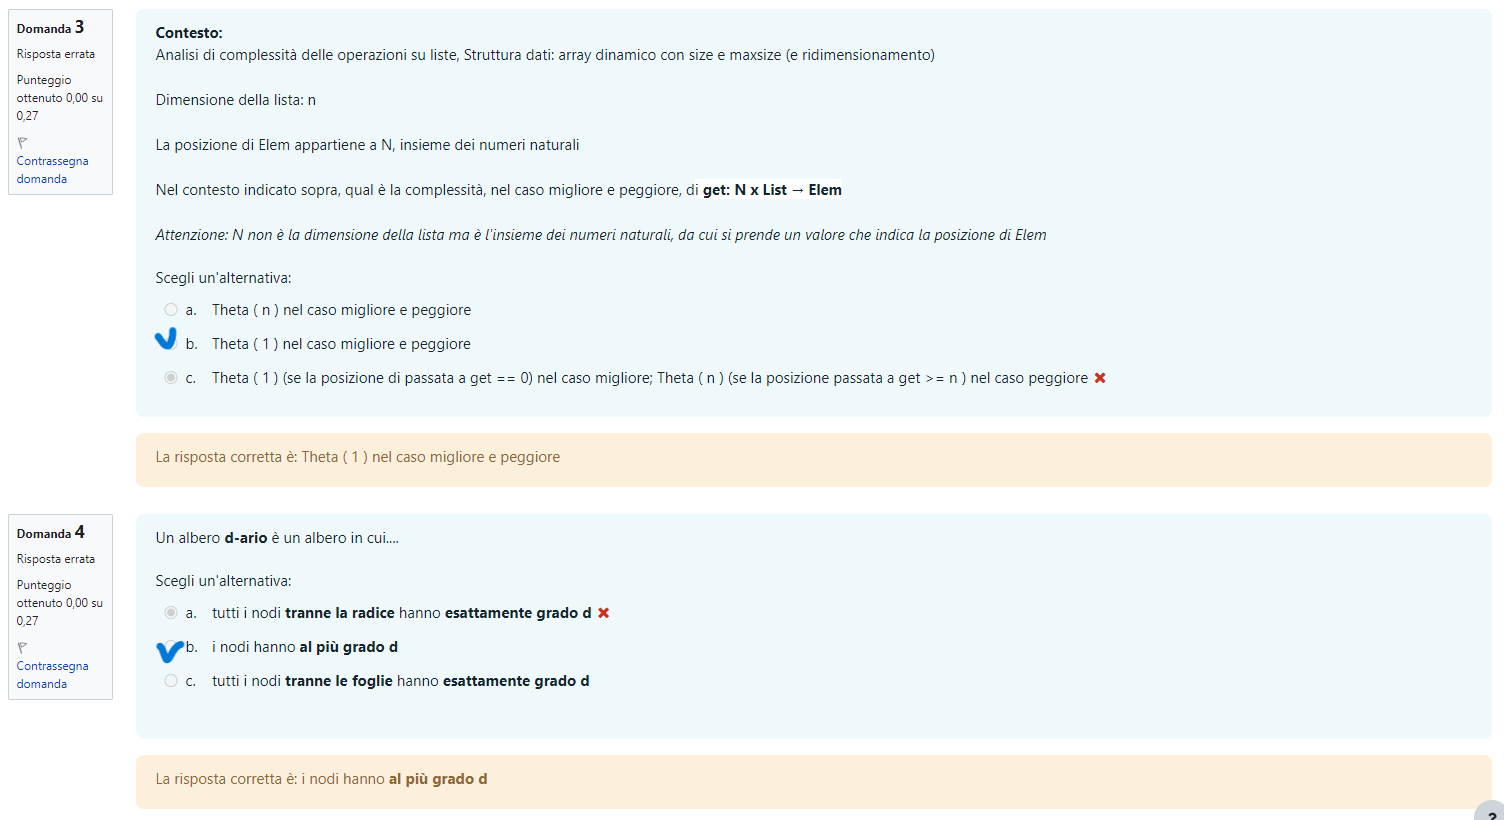 Domanda 3
Risposta errata
Punteggio
ottenuto 0,00 su
0,27
Contrassegna
domanda
Contesto:
Analisi di complessità delle operazioni su liste, Struttura dati: array dinamico con size e maxsize (e ridimensionamento)
Dimensione della lista: n
La posizione di Elem appartiene a N, insieme dei numeri naturali
Nel contesto indicato sopra, qual è la complessità, nel caso migliore e peggiore, di get: N x List → Elem
Attenzione: N non è la dimensione della lista ma è l'insieme dei numeri naturali, da cui si prende un valore che indica la posizione di Elem
Scegli un'alternativa:
a. Theta ( n ) nel caso migliore e peggiore
b. Theta ( 1 ) nel caso migliore e peggiore
c. Theta ( 1 ) (se la posizione di passata a get == 0) nel caso migliore; Theta ( n ) (se la posizione passata a get >= n ) nel caso peggiore
La risposta corretta è: Theta ( 1 ) nel caso migliore e peggiore
Domanda 4
Risposta errata
Punteggio
ottenuto 0,00 su
0,27
Contrassegna
domanda
Un albero d-ario è un albero in cui....
Scegli un'alternativa:
a. tutti i nodi tranne la radice hanno esattamente grado d
b. i nodi hanno al più grado d
c. tutti i nodi tranne le foglie hanno esattamente grado d
La risposta corretta è: i nodi hanno al più grado d
?